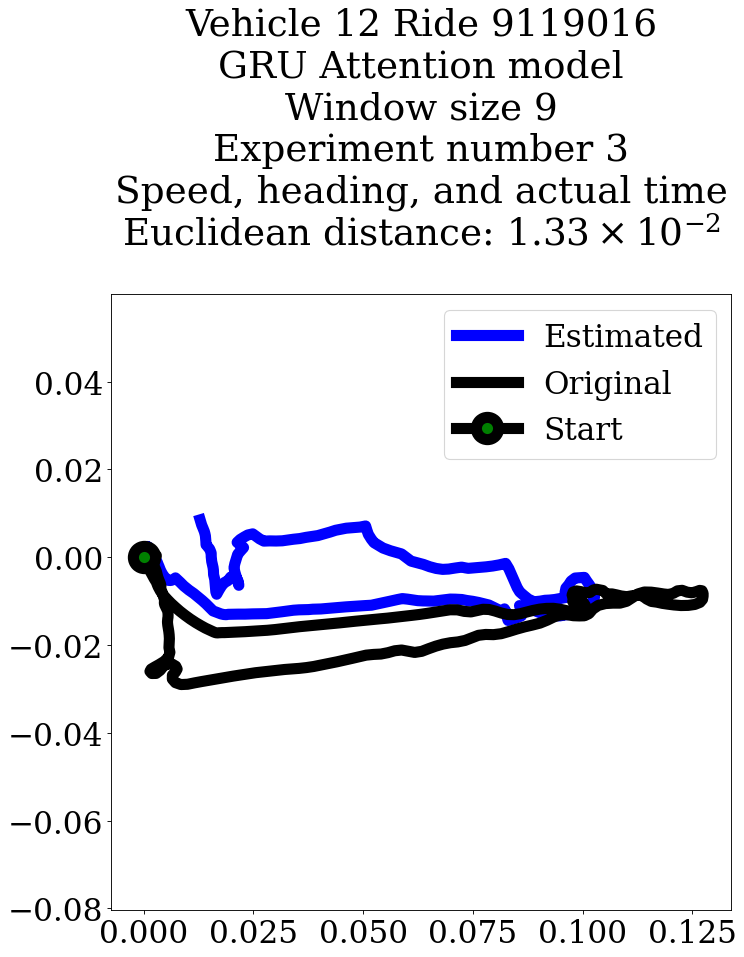 Vehicle 12 Ride 9119016
GRU Attention model
Window size 9
Experiment number 3
Speed, heading, and actual time
Euclidean distance: 1.33 × 10⁻²
Estimated
Original
Start
0.04
0.02
0.00
−0.02
−0.04
−0.06
−0.08
0.000 0.025 0.050 0.075 0.100 0.125